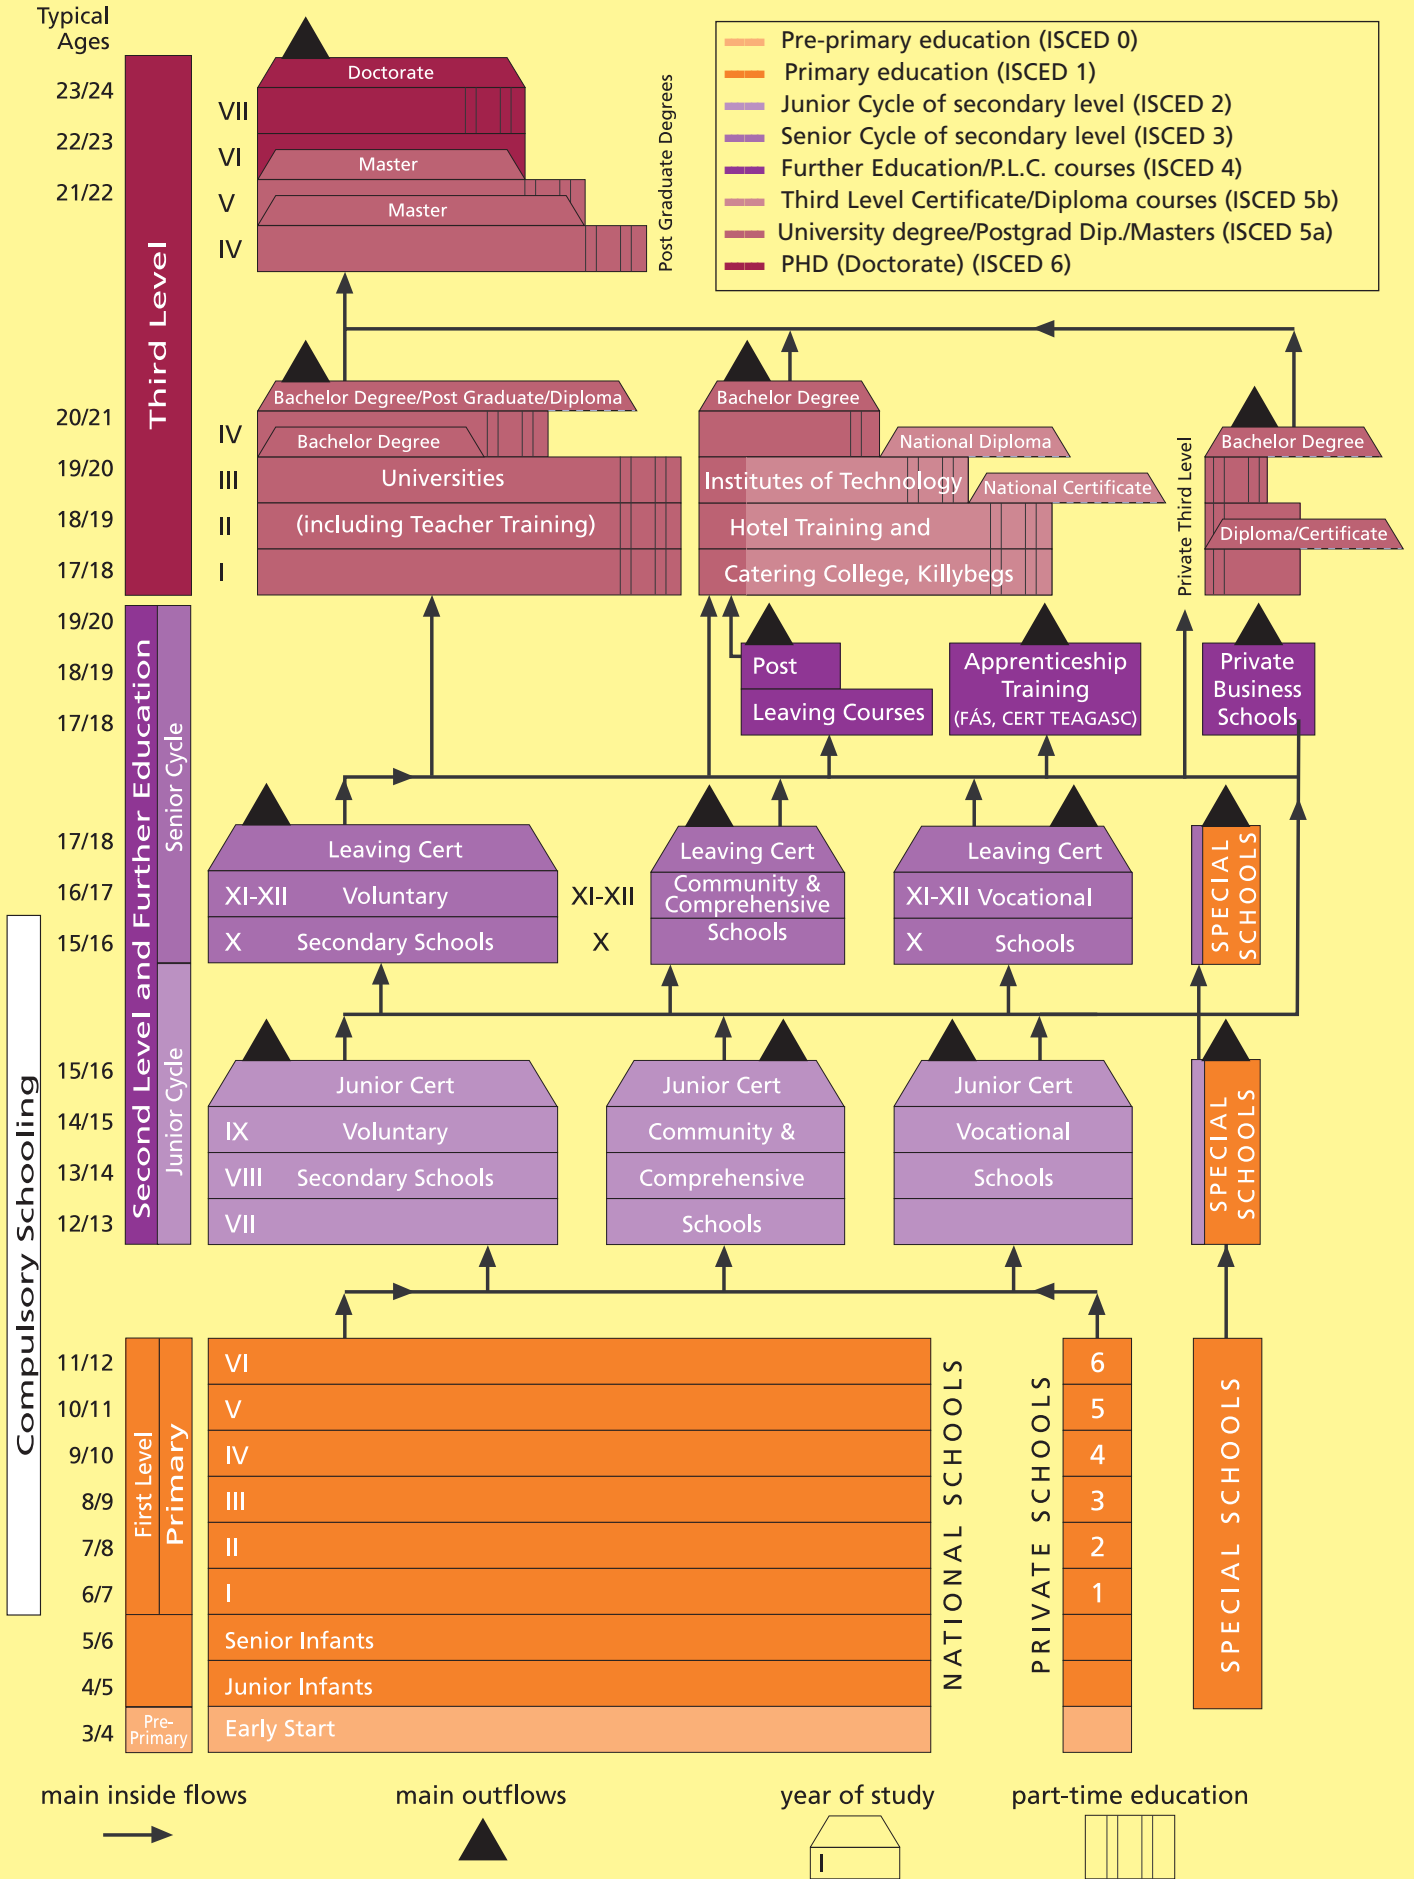 Typical
Ages
Pre-primary education (ISCED 0)
Primary education (ISCED 1)
Junior Cycle of secondary level (ISCED 2)
Senior Cycle of secondary level (ISCED 3)
Further Education/P.L.C. courses (ISCED 4)
Third Level Certificate/Diploma courses (ISCED 5b)
University degree/Postgrad Dip./Masters (ISCED 5a)
PHD (Doctorate) (ISCED 6)
Third Level
23/24
22/23
21/22
Doctorate
VII
VI
Master
V
Master
IV
Post Graduate Degrees
20/21
19/20
18/19
17/18
IV
III
II
I
Bachelor Degree/Post Graduate/Diploma
Bachelor Degree
Universities
(including Teacher Training)
Bachelor Degree
National Diploma
Institutes of Technology
National Certificate
Hotel Training and
Catering College, Killybegs
Private Third Level
Bachelor Degree
Diploma/Certificate
Second Level and Further Education
Senior Cycle
19/20
18/19
17/18
Post
Leaving Courses
Apprenticeship
Training
(FÁS, CERT TEAGASC)
Private
Business
Schools
17/18
16/17
15/16
Leaving Cert
XI-XII Voluntary
X Secondary Schools
XI-XII
X
Leaving Cert
Community &
Comprehensive
Schools
Leaving Cert
XI-XII Vocational
X Schools
SPECIAL
SCHOOLS
Compulsory Schooling
Junior Cycle
15/16
14/15
13/14
12/13
Junior Cert
IX Voluntary
VIII Secondary Schools
VII
Junior Cert
Community &
Comprehensive
Schools
Junior Cert
Vocational
Schools
SPECIAL
SCHOOLS
First Level
Primary
11/12
10/11
9/10
8/9
7/8
6/7
5/6
4/5
3/4
Pre-
Primary
VI
V
IV
III
II
I
Senior Infants
Junior Infants
Early Start
NATIONAL SCHOOLS
PRIVATE SCHOOLS
6
5
4
3
2
1
SPECIAL SCHOOLS
main inside flows
main outflows
year of study
I
part-time education